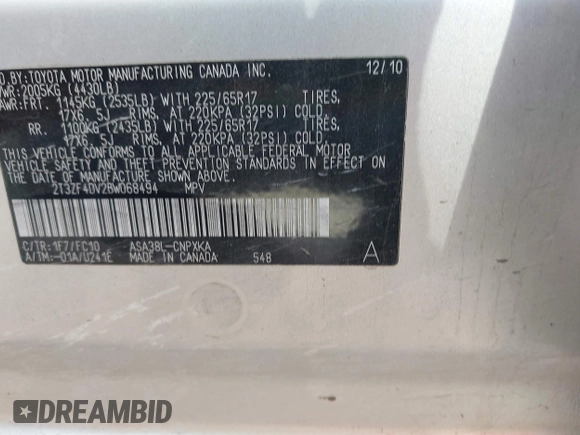 D.BY:TOYOTA MOTOR MANUFACTURING CANADA INC. 12/10
WR:2005KG (4430LB)
AWR:FRT. 1145KG (2535LB) WITH 225/65R17 TIRES,
17X6.5J RIMS, AT 220KPA (32PSI) COLD.
RR. 1100KG (2435LB) WITH 225/65R17 TIRES,
17X6.5J RIMS, AT 220KPA (32PSI) COLD.
THIS VEHICLE CONFORMS TO ALL APPLICABLE FEDERAL MOTOR
VEHICLE SAFETY AND THEFT PREVENTION STANDARDS IN EFFECT ON
THE DATE OF MANUFACTURE SHOWN ABOVE.
2T3ZF4DV2BW068494 MPV
C/TR:1F7/FC10 ASA38L-CNPXKA
A/TM:-01A/U241E MADE IN CANADA 548 A
DREAMBID